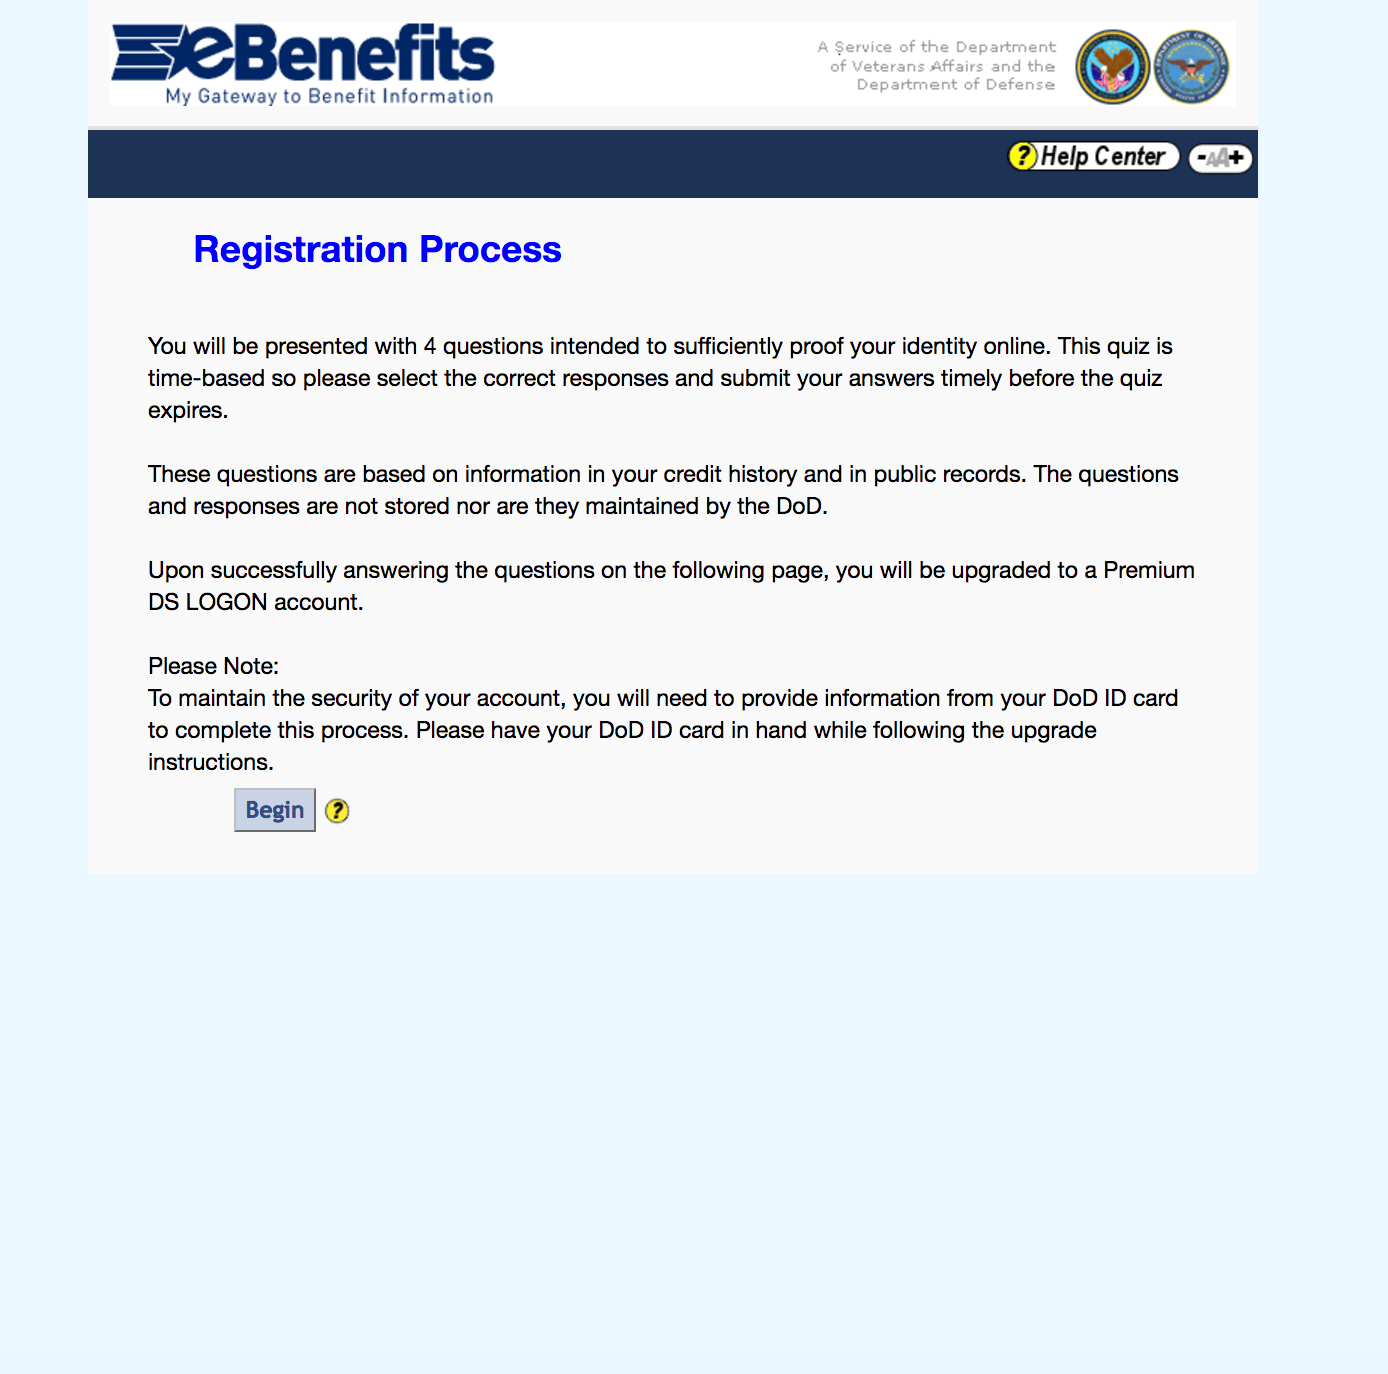 eBenefits
My Gateway to Benefit Information
A Service of the Department
of Veterans Affairs and the
Department of Defense
? Help Center
-AA+
Registration Process
You will be presented with 4 questions intended to sufficiently proof your identity online. This quiz is
time-based so please select the correct responses and submit your answers timely before the quiz
expires.
These questions are based on information in your credit history and in public records. The questions
and responses are not stored nor are they maintained by the DoD.
Upon successfully answering the questions on the following page, you will be upgraded to a Premium
DS LOGON account.
Please Note:
To maintain the security of your account, you will need to provide information from your DoD ID card
to complete this process. Please have your DoD ID card in hand while following the upgrade
instructions.
Begin ?